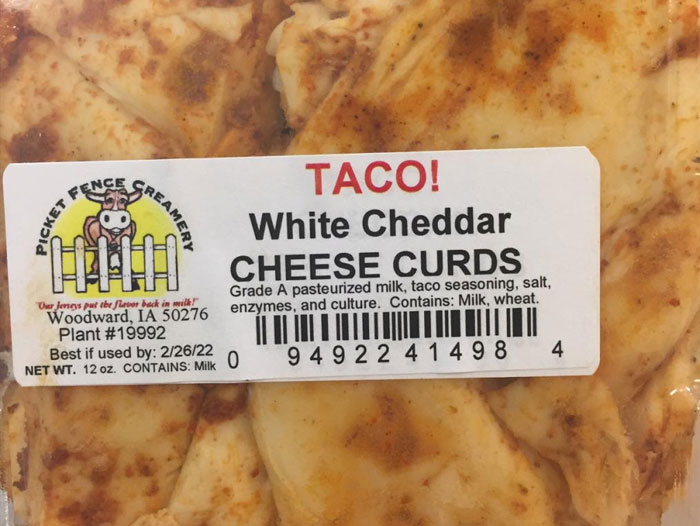 PICKET FENCE CREAMERY
"Our Jerseys put the flavor back in milk!"
Woodward, IA 50276
Plant #19992
Best if used by: 2/26/22
NET WT. 12 oz. CONTAINS: Milk
TACO!
White Cheddar
CHEESE CURDS
Grade A pasteurized milk, taco seasoning, salt,
enzymes, and culture. Contains: Milk, wheat.
0 94922 41498 4